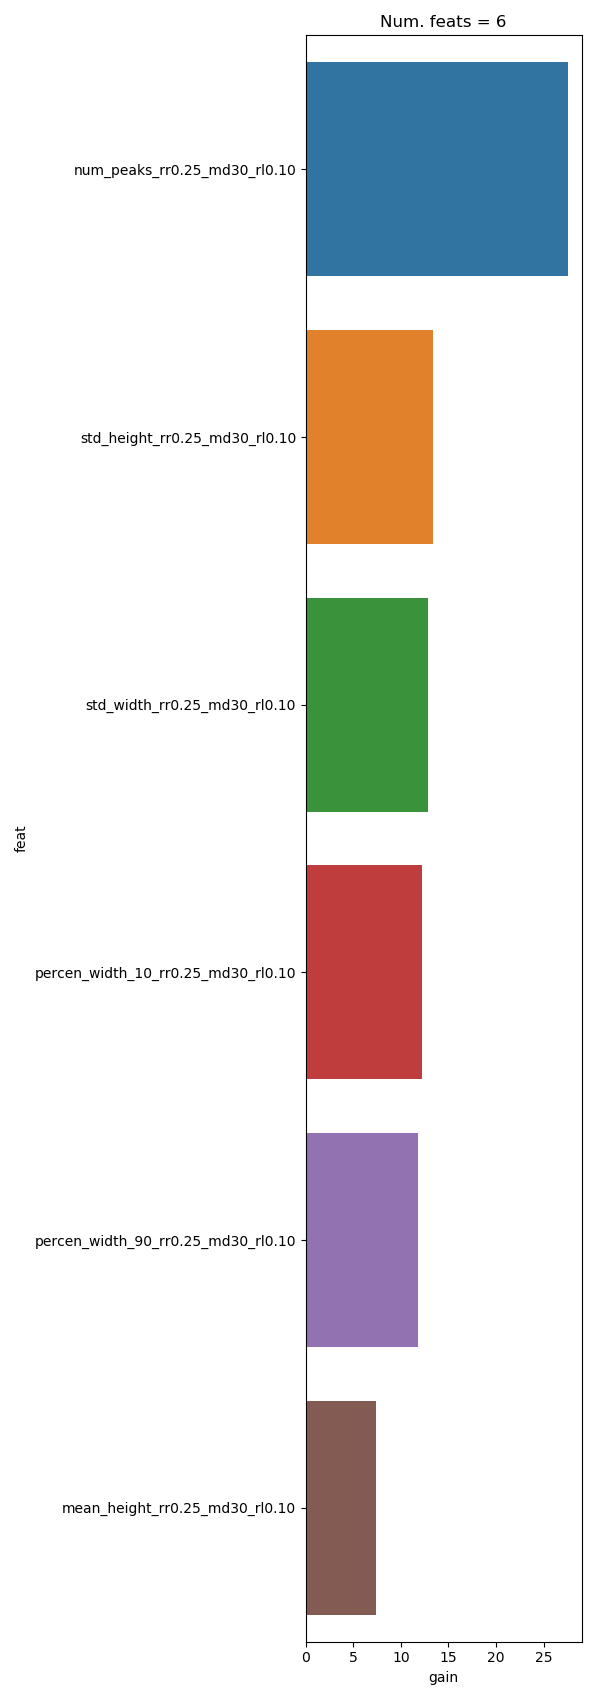 Num. feats = 6
num_peaks_rr0.25_md30_rl0.10
std_height_rr0.25_md30_rl0.10
std_width_rr0.25_md30_rl0.10
feat
percen_width_10_rr0.25_md30_rl0.10
percen_width_90_rr0.25_md30_rl0.10
mean_height_rr0.25_md30_rl0.10
0 5 10 15 20 25
gain